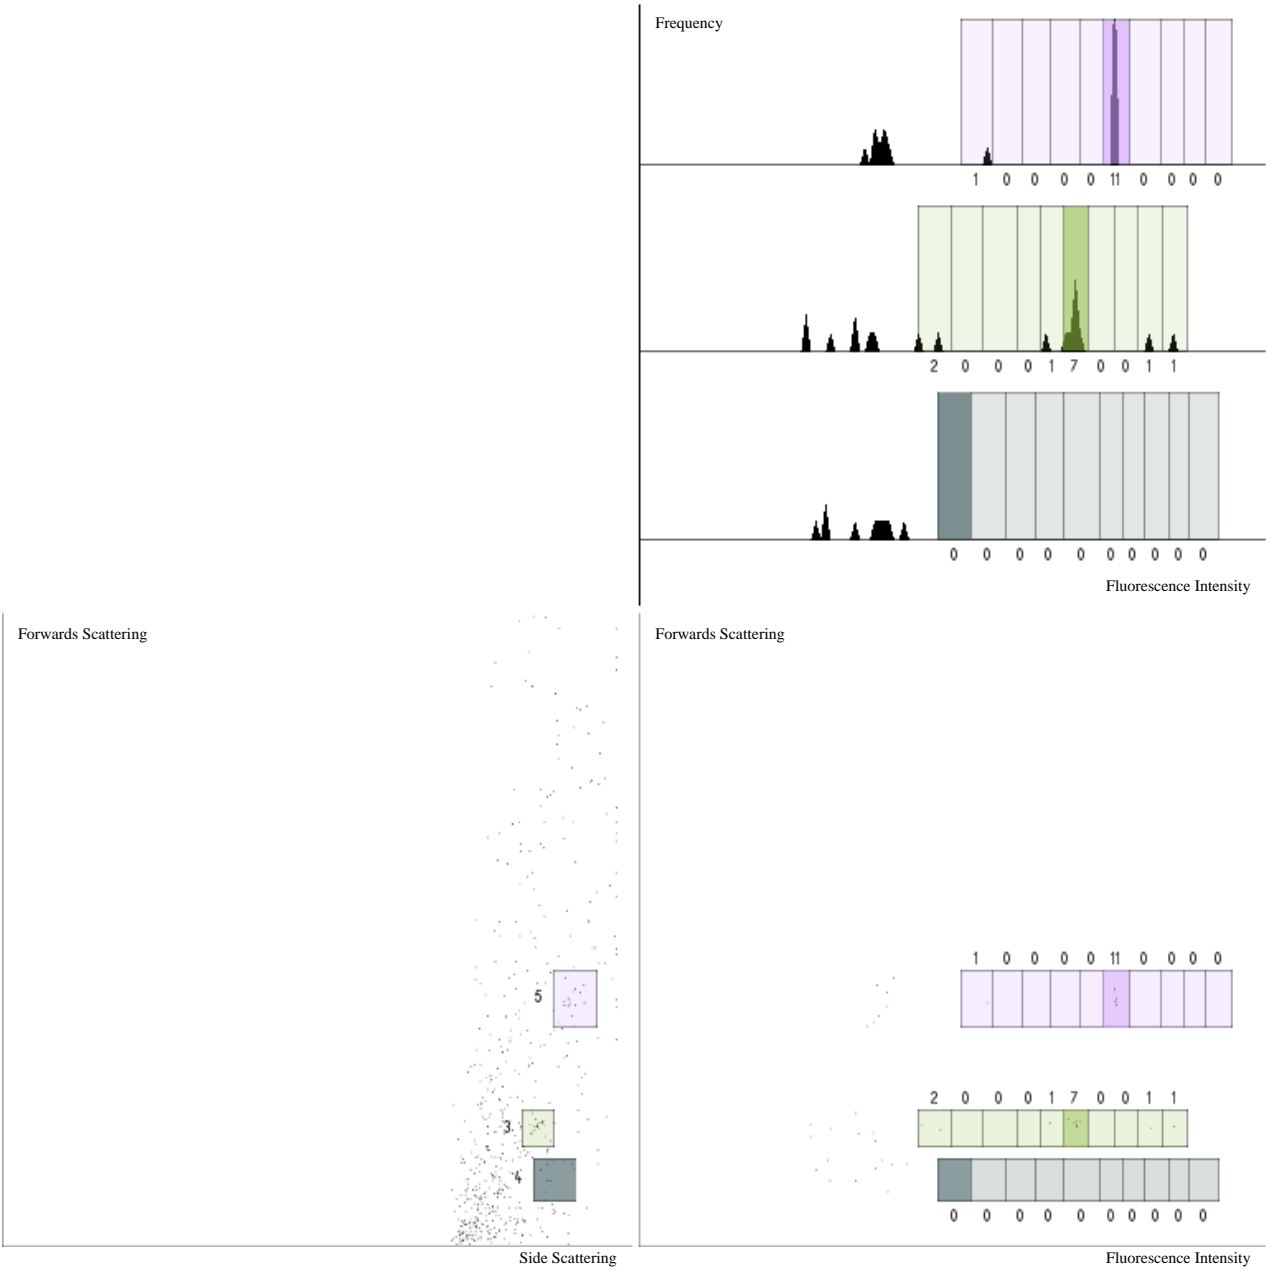 Frequency
1 0 0 0 0 11 0 0 0 0
2 0 0 0 1 7 0 0 1 1
0 0 0 0 0 0 0 0 0 0
Fluorescence Intensity
Forwards Scattering
5
3
4
Side Scattering
Forwards Scattering
1 0 0 0 0 11 0 0 0 0
2 0 0 0 1 7 0 0 1 1
0 0 0 0 0 0 0 0 0 0
Fluorescence Intensity